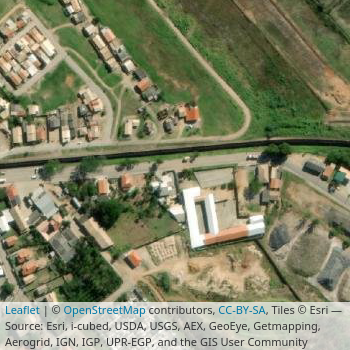 Leaflet | © OpenStreetMap contributors, CC-BY-SA, Tiles © Esri —
Source: Esri, i-cubed, USDA, USGS, AEX, GeoEye, Getmapping,
Aerogrid, IGN, IGP, UPR-EGP, and the GIS User Community